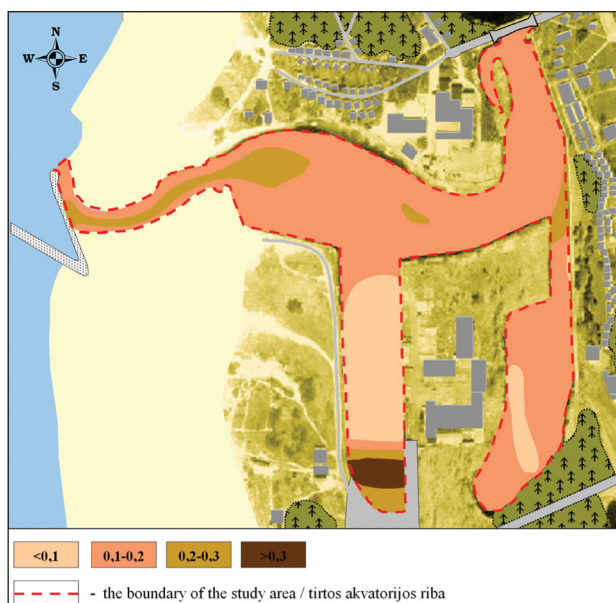 N
W E
S
<0,1 0,1-0,2 0,2-0,3 >0,3
- the boundary of the study area / tirtos akvatorijos riba